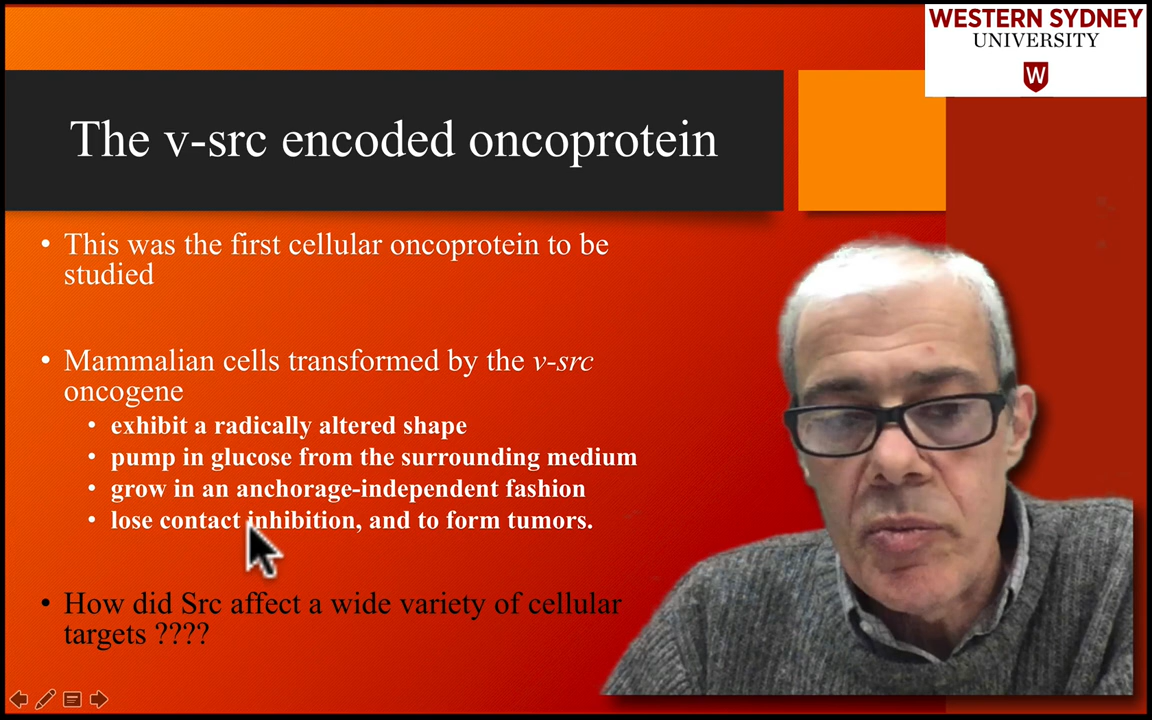 WESTERN SYDNEY
UNIVERSITY
W
The v-src encoded oncoprotein
• This was the first cellular oncoprotein to be
studied
• Mammalian cells transformed by the v-src
oncogene
• exhibit a radically altered shape
• pump in glucose from the surrounding medium
• grow in an anchorage-independent fashion
• lose contact inhibition, and to form tumors.
• How did Src affect a wide variety of cellular
targets ????